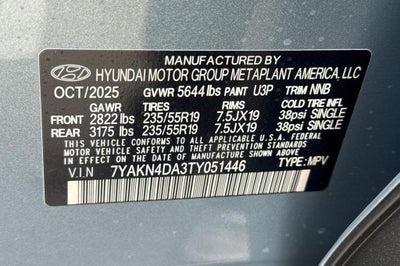 MANUFACTURED BY
HYUNDAI MOTOR GROUP METAPLANT AMERICA, LLC
OCT/2025 GVWR 5644 lbs PAINT U3P TRIM NNB
GAWR TIRES RIMS COLD TIRE INFL
FRONT 2822 lbs 235/55R19 7.5JX19 38psi SINGLE
REAR 3175 lbs 235/55R19 7.5JX19 38psi SINGLE
THIS VEHICLE CONFORMS TO ALL APPLICABLE U.S. FEDERAL MOTOR VEHICLE
SAFETY AND THEFT PREVENTION STANDARDS IN EFFECT ON THE DATE OF
MANUFACTURE SHOWN ABOVE.
V.I.N 7YAKN4DA3TY051446 TYPE: MPV